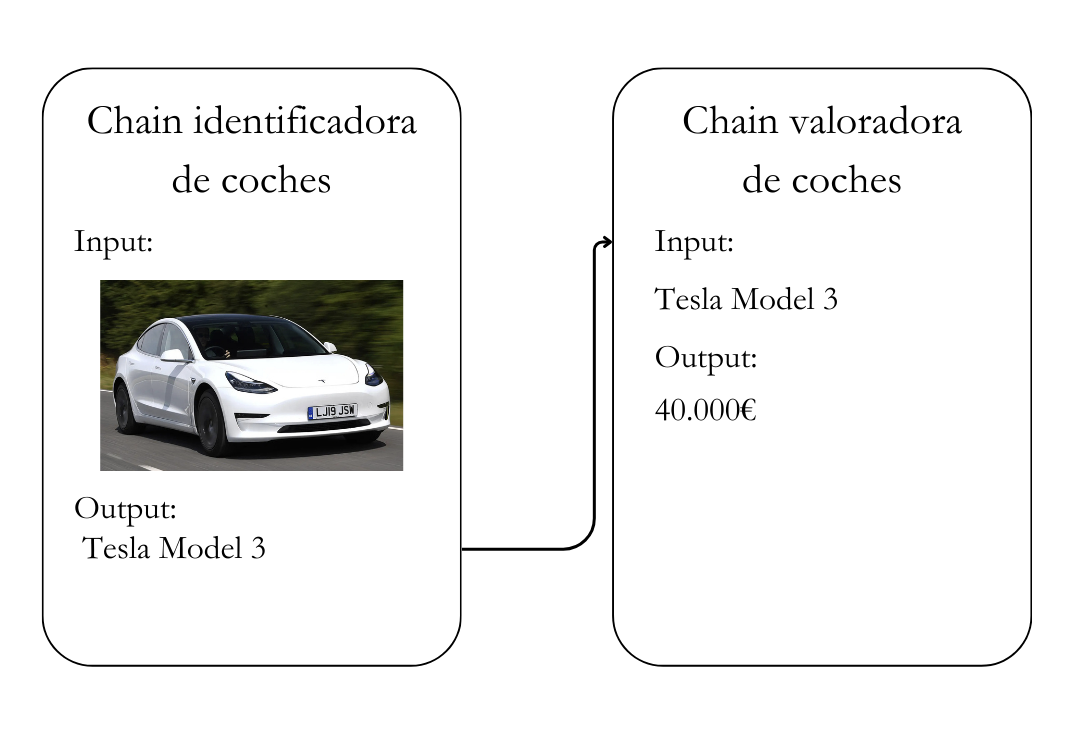 Chain identificadora
de coches
Input:
LJ19 JSW
Output:
Tesla Model 3
Chain valoradora
de coches
Input:
Tesla Model 3
Output:
40.000€